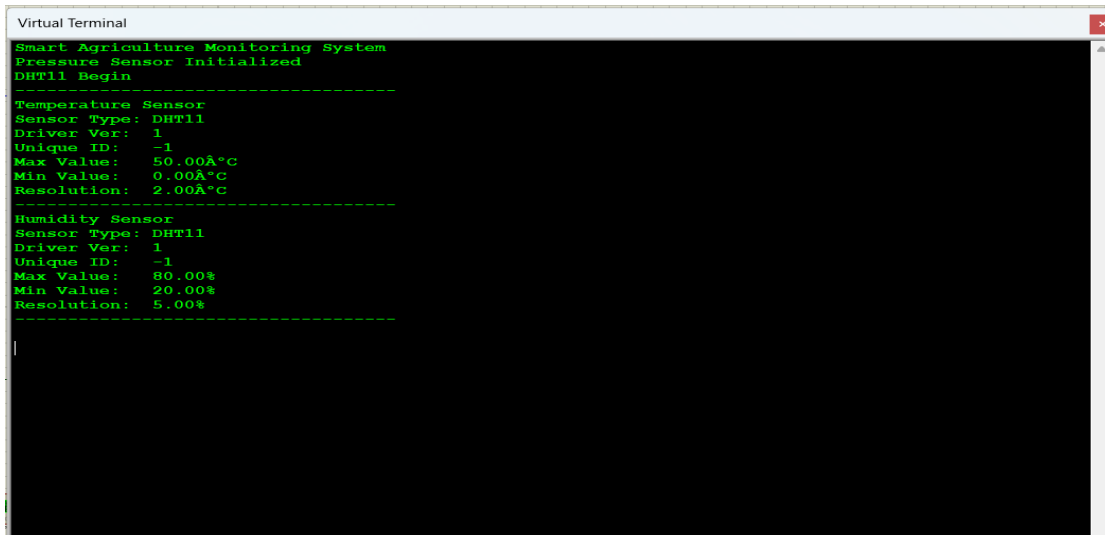 Virtual Terminal
Smart Agriculture Monitoring System
Pressure Sensor Initialized
DHT11 Begin
------------------------------------
Temperature Sensor
Sensor Type: DHT11
Driver Ver:  1
Unique ID:   -1
Max Value:   50.00Â°C
Min Value:   0.00Â°C
Resolution:  2.00Â°C
------------------------------------
Humidity Sensor
Sensor Type: DHT11
Driver Ver:  1
Unique ID:   -1
Max Value:   80.00%
Min Value:   20.00%
Resolution:  5.00%
------------------------------------